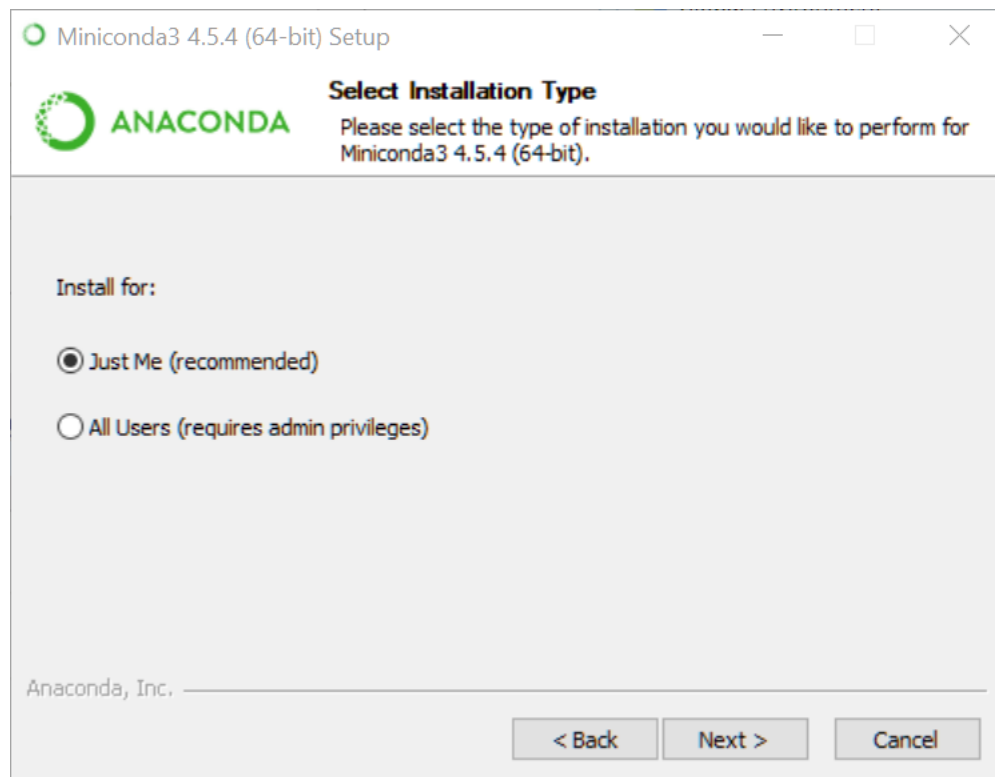 Miniconda3 4.5.4 (64-bit) Setup
ANACONDA
Select Installation Type
Please select the type of installation you would like to perform for
Miniconda3 4.5.4 (64-bit).
Install for:
Just Me (recommended)
All Users (requires admin privileges)
Anaconda, Inc.
< Back
Next >
Cancel